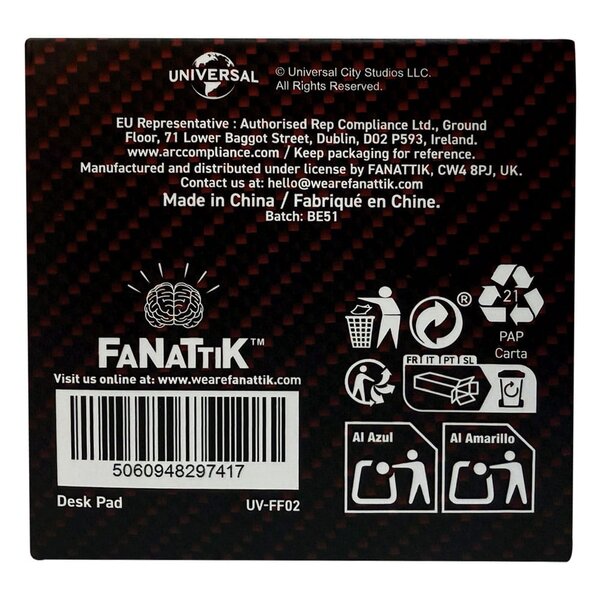 UNIVERSAL
© Universal City Studios LLC.
All Rights Reserved.
EU Representative : Authorised Rep Compliance Ltd., Ground
Floor, 71 Lower Baggot Street, Dublin, D02 P593, Ireland.
www.arccompliance.com / Keep packaging for reference.
Manufactured and distributed under license by FANATTIK, CW4 8PJ, UK.
Contact us at: hello@wearefanattik.com
Made in China / Fabriqué en Chine.
Batch: BE51
FANATTIK™
Visit us online at: www.wearefanattik.com
5060948297417
Desk Pad
UV-FF02
®
21
PAP
Carta
FR IT PT SL
Al Azul
Al Amarillo